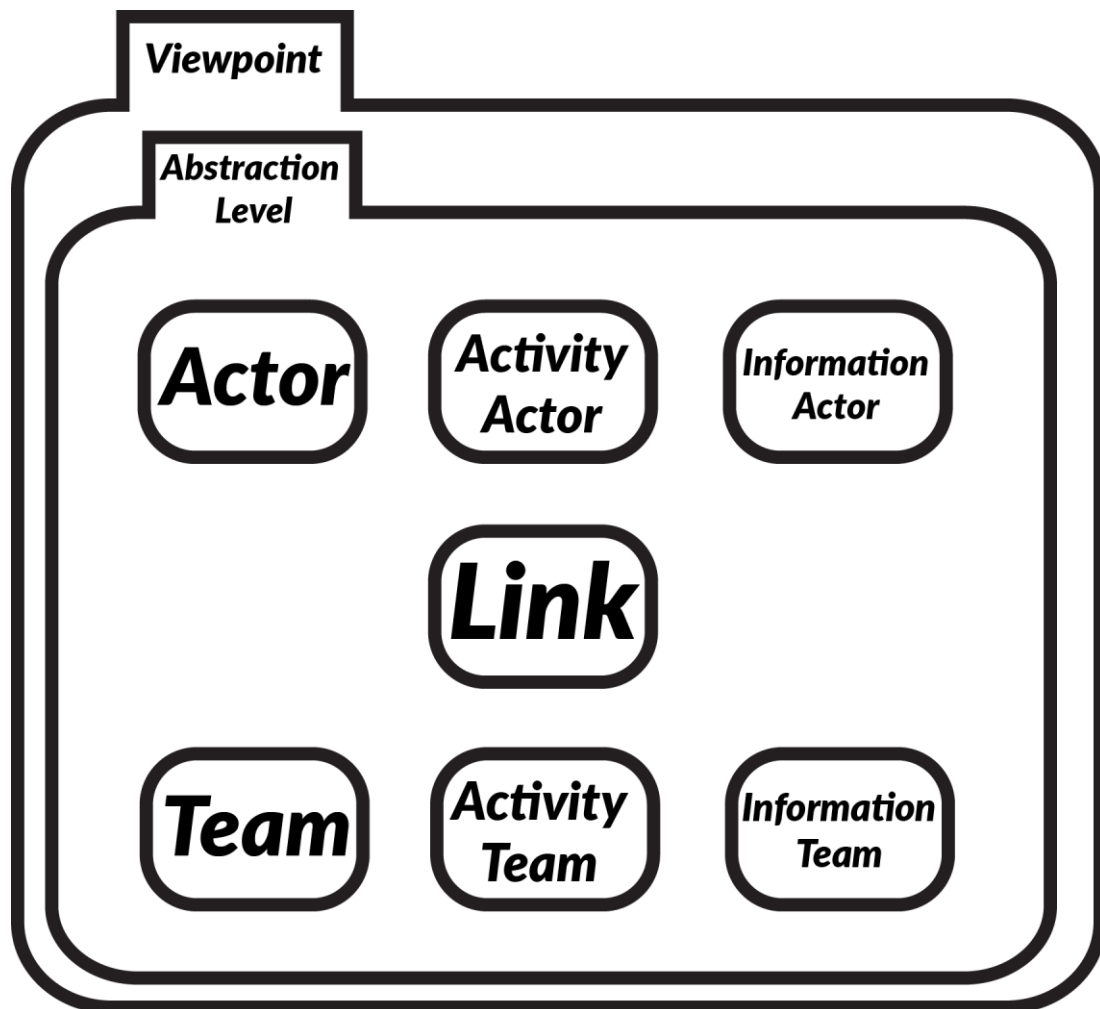 Viewpoint
Abstraction
Level
Actor
Activity
Actor
Information
Actor
Link
Team
Activity
Team
Information
Team